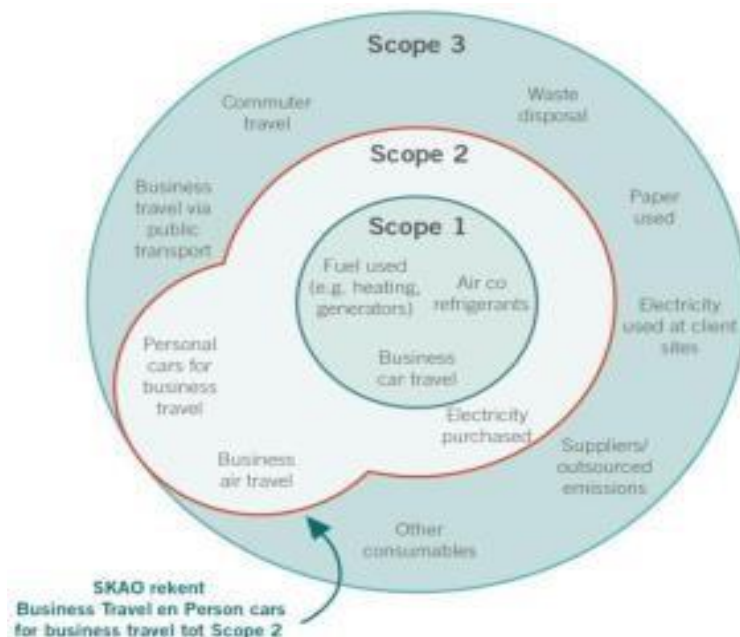 Scope 3
Commuter
travel
Waste
disposal
Scope 2
Business
travel via
public
transport
Paper
used
Scope 1
Fuel used
(e.g. heating,
generators)
Air co
refrigerants
Electricity
used at client
sites
Personal
cars for
business
travel
Business
car travel
Electricity
purchased
Business
air travel
Suppliers/
outsourced
emissions
Other
consumables
SKAO rekent
Business Travel en Person cars
for business travel tot Scope 2